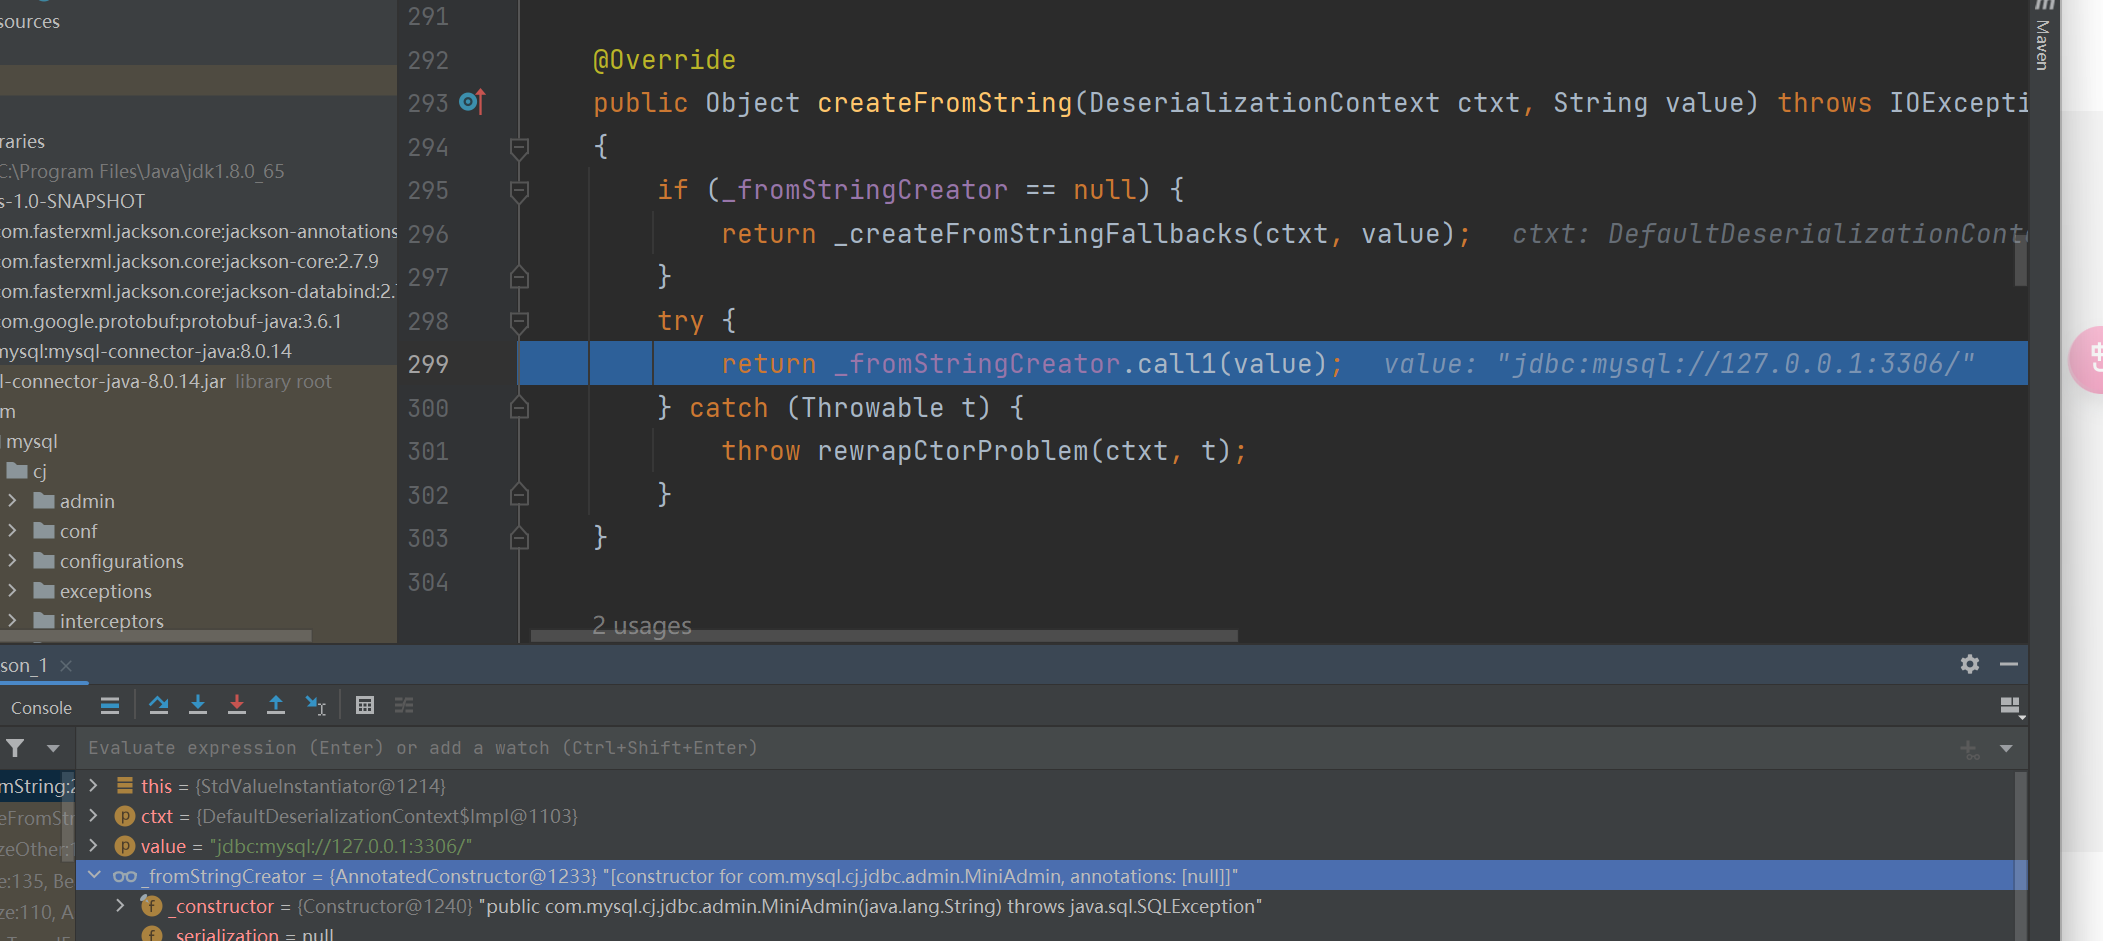 sources
raries
C:\Program Files\Java\jdk1.8.0_65
s-1.0-SNAPSHOT
com.fasterxml.jackson.core:jackson-annotations
com.fasterxml.jackson.core:jackson-core:2.7.9
com.fasterxml.jackson.core:jackson-databind:2.
com.google.protobuf:protobuf-java:3.6.1
mysql:mysql-connector-java:8.0.14
l-connector-java-8.0.14.jar library root
m
mysql
cj
admin
conf
configurations
exceptions
interceptors
291
292 @Override
293 public Object createFromString(DeserializationContext ctxt, String value) throws IOExcepti
294 {
295 if (_fromStringCreator == null) {
296 return _createFromStringFallbacks(ctxt, value); ctxt: DefaultDeserializationCont
297 }
298 try {
299 return _fromStringCreator.call1(value); value: "jdbc:mysql://127.0.0.1:3306/"
300 } catch (Throwable t) {
301 throw rewrapCtorProblem(ctxt, t);
302 }
303 }
304
2 usages
Maven
son_1
Console
Evaluate expression (Enter) or add a watch (Ctrl+Shift+Enter)
mString:2
eFromStr
zeOther:
e:135, Be
ze:110, A
this = {StdValueInstantiator@1214}
ctxt = {DefaultDeserializationContext$Impl@1103}
value = "jdbc:mysql://127.0.0.1:3306/"
_fromStringCreator = {AnnotatedConstructor@1233} "[constructor for com.mysql.cj.jdbc.admin.MiniAdmin, annotations: [null]]"
_constructor = {Constructor@1240} "public com.mysql.cj.jdbc.admin.MiniAdmin(java.lang.String) throws java.sql.SQLException"
_serialization = null